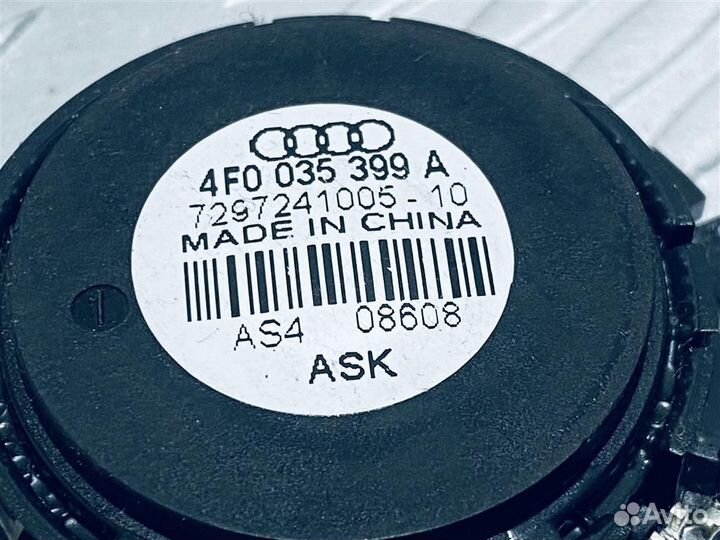 4F0 035 399 A
7297241005-10
MADE IN CHINA
AS4 08608
ASK
1
Avito